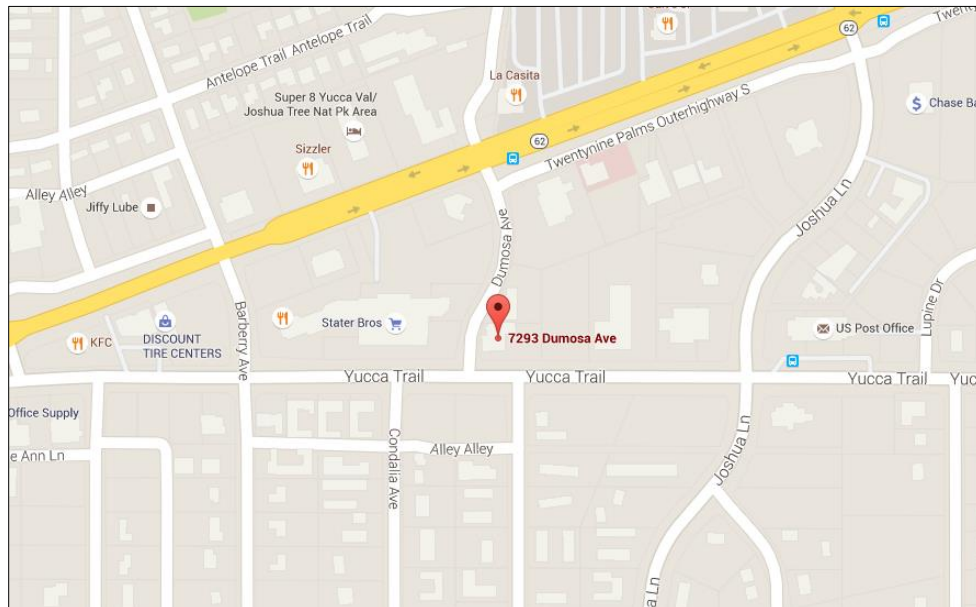 62
Twenty
Antelope Trail Antelope Trail
La Casita
Super 8 Yucca Val/
Joshua Tree Nat Pk Area
Chase Ba
62
Twentynine Palms Outerhighway S
Sizzler
Alley Alley
Jiffy Lube
Joshua Ln
Dumosa Ave
Barberry Ave
Lupine Dr
Stater Bros
US Post Office
KFC
DISCOUNT
TIRE CENTERS
7293 Dumosa Ave
Yucca Trail
Yucca Trail
Yucca Trail
Yuc
Office Supply
Condalia Ave
Alley Alley
Joshua Ln
e Ann Ln
Ln